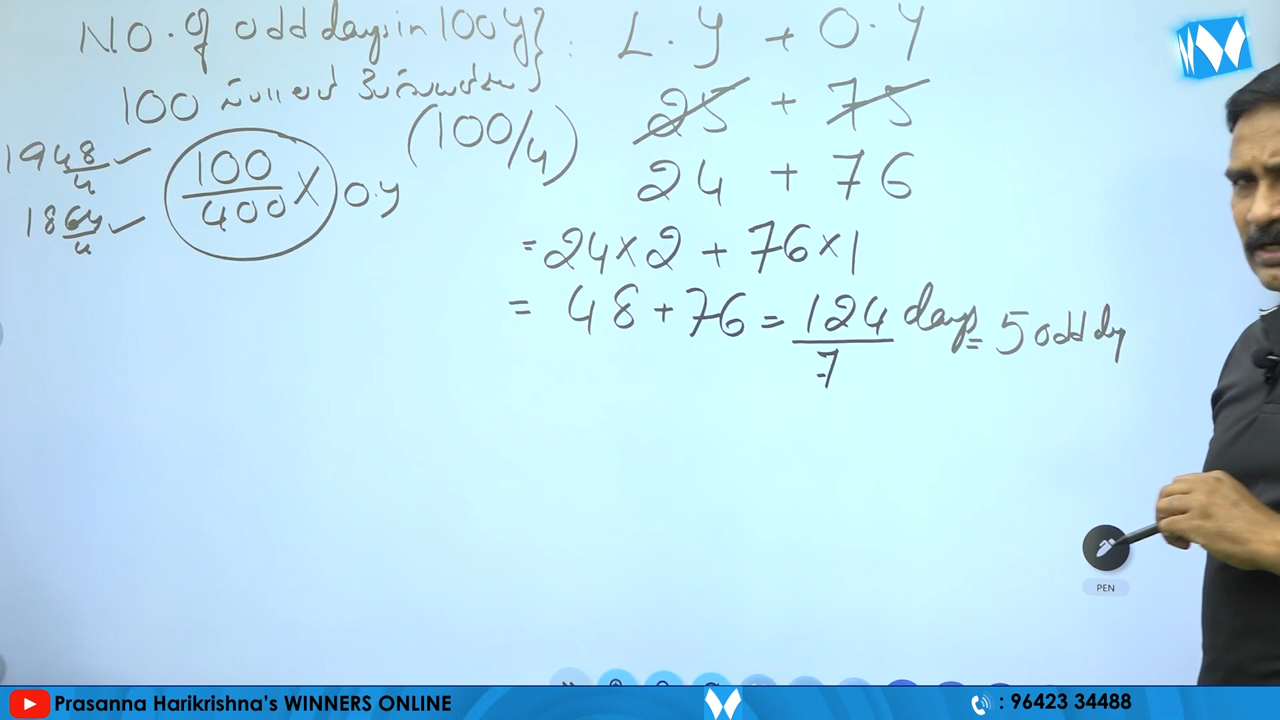 NO. of odd days in 100 Y} : L.Y + O.Y
100
(100/4) 25 + 75
1948/4 ✓ 100/400 X O.Y 24 + 76
1864/4 ✓
= 24×2 + 76×1
= 48 + 76 = 124/7 days = 5 odd dy
PEN
Prasanna Harikrishna's WINNERS ONLINE : 96423 34488